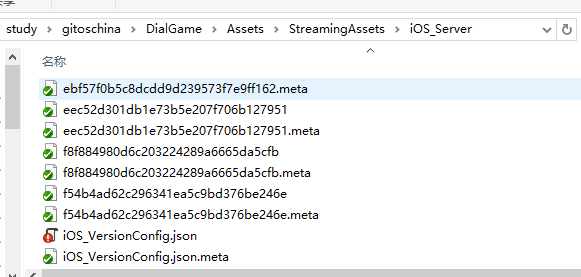 study › gitoschina › DialGame › Assets › StreamingAssets › iOS_Server
名称
ebf57f0b5c8dcdd9d239573f7e9ff162.meta
eec52d301db1e73b5e207f706b127951
eec52d301db1e73b5e207f706b127951.meta
f8f884980d6c203224289a6665da5cfb
f8f884980d6c203224289a6665da5cfb.meta
f54b4ad62c296341ea5c9bd376be246e
f54b4ad62c296341ea5c9bd376be246e.meta
iOS_VersionConfig.json
iOS_VersionConfig.json.meta